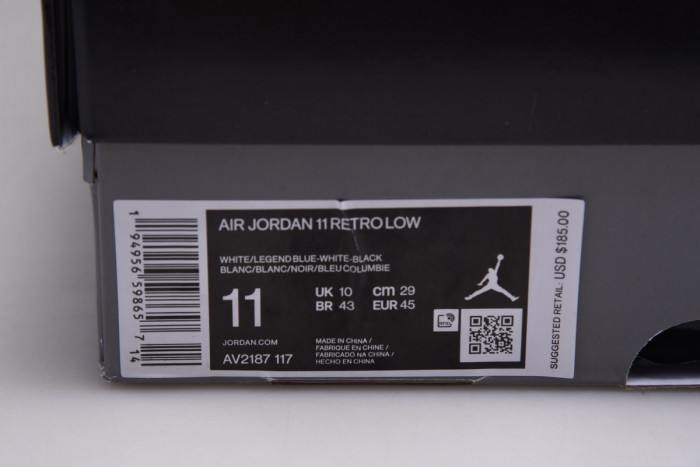 AIR JORDAN 11 RETRO LOW
WHITE/LEGEND BLUE-WHITE-BLACK
BLANC/BLANC/NOIR/BLEU COLUMBIE
11
UK 10 cm 29
BR 43 EUR 45
JORDAN.COM
AV2187 117
MADE IN CHINA/
FABRIQUE EN CHINE/
FABRICADO NA CHINA/
HECHO EN CHINA
SUGGESTED RETAIL: USD $185.00
1 94956 59865 7 14